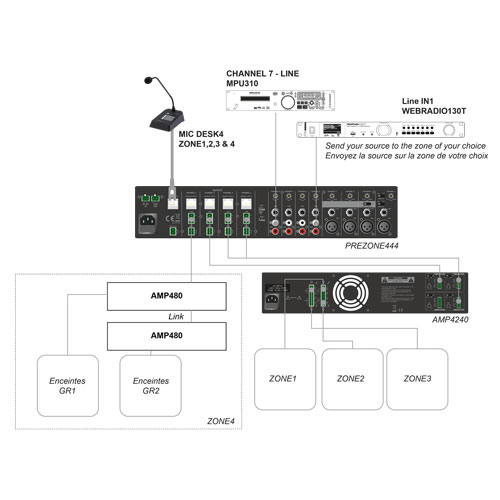 CHANNEL 7 - LINE
MPU310
Line IN1
WEBRADIO130T
MIC DESK4
ZONE1,2,3 & 4
Send your source to the zone of your choice
Envoyez la source sur la zone de votre choix
PREZONE444
AMP480
Link
AMP480
AMP4240
Enceintes
GR1
Enceintes
GR2
ZONE1
ZONE2
ZONE3
ZONE4